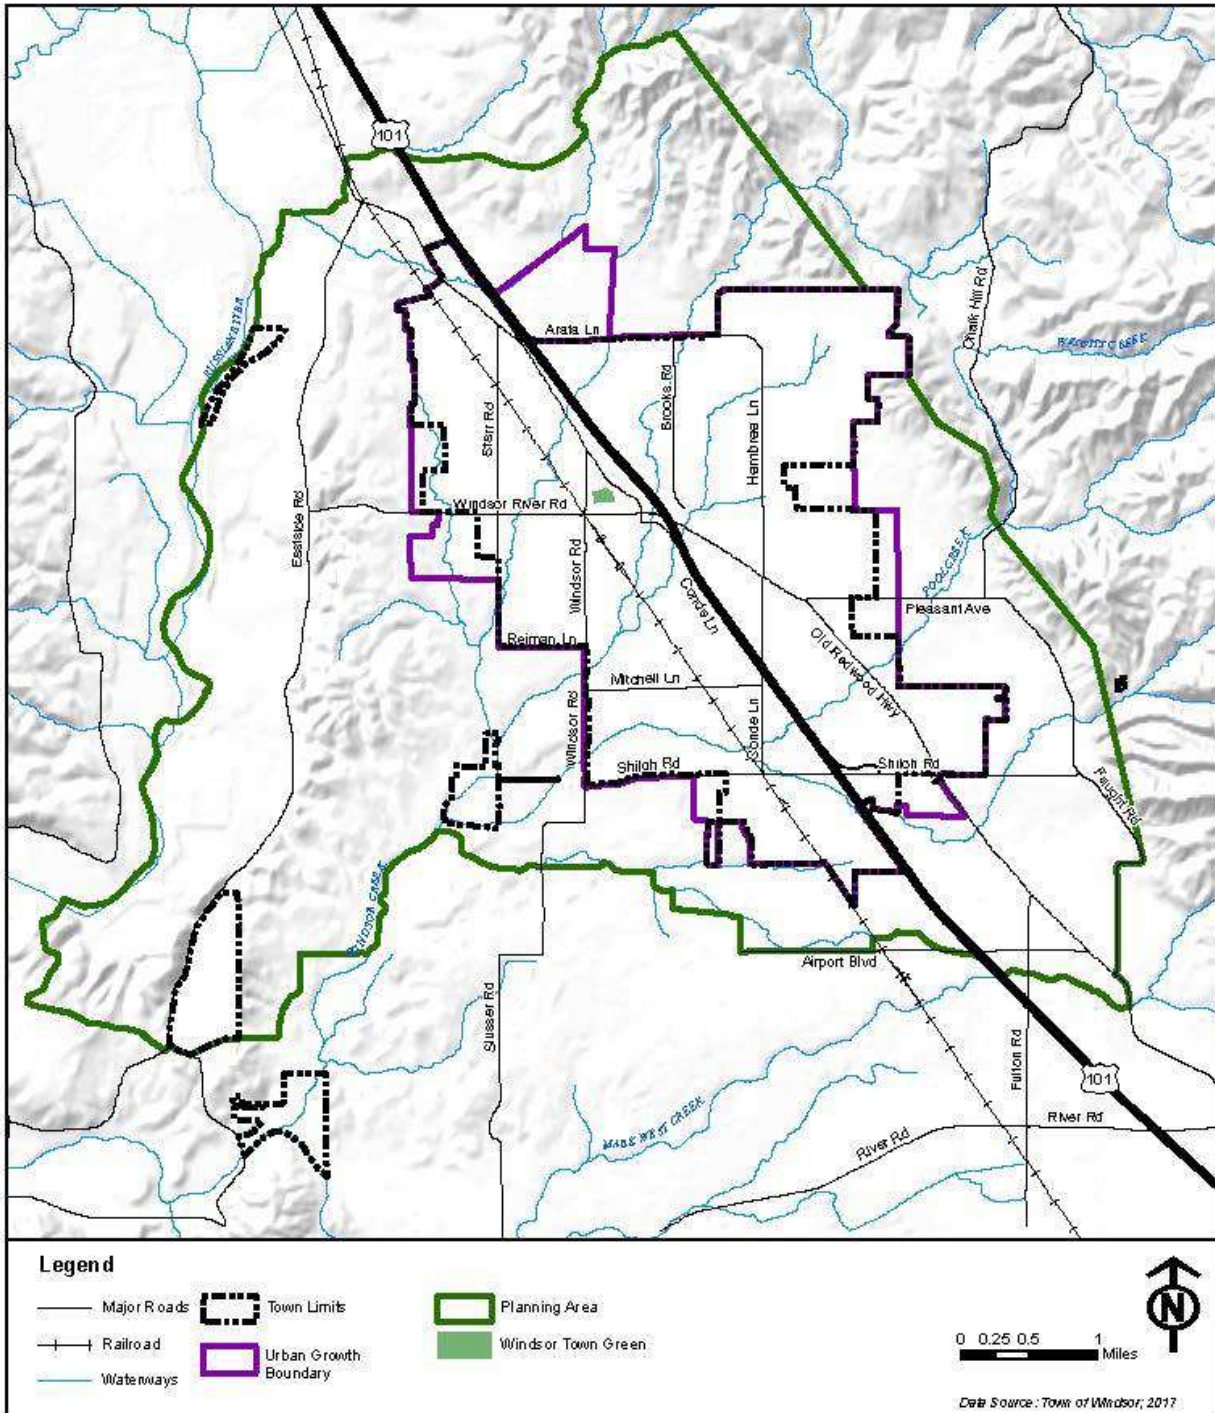 101
RUSSIAN RIVER
Chalk Hill Rd
Arata Ln
Brooks Rd
Hembree Ln
Starr Rd
Eastside Rd
Windsor River Rd
Windsor Rd
POOL CREEK
Conde Ln
Pleasant Ave
Reiman Ln
Old Redwood Hwy
Mitchell Ln
Windsor Rd
Conde Ln
Shiloh Rd
Shiloh Rd
Faught Rd
WINDSOR CREEK
Airport Blvd
Slusser Rd
Fulton Rd
101
MARK WEST CREEK
River Rd
River Rd
Legend
Major Roads
Railroad
Waterways
Town Limits
Urban Growth
Boundary
Planning Area
Windsor Town Green
N
0 0.25 0.5 1
Miles
Data Source: Town of Windsor, 2017